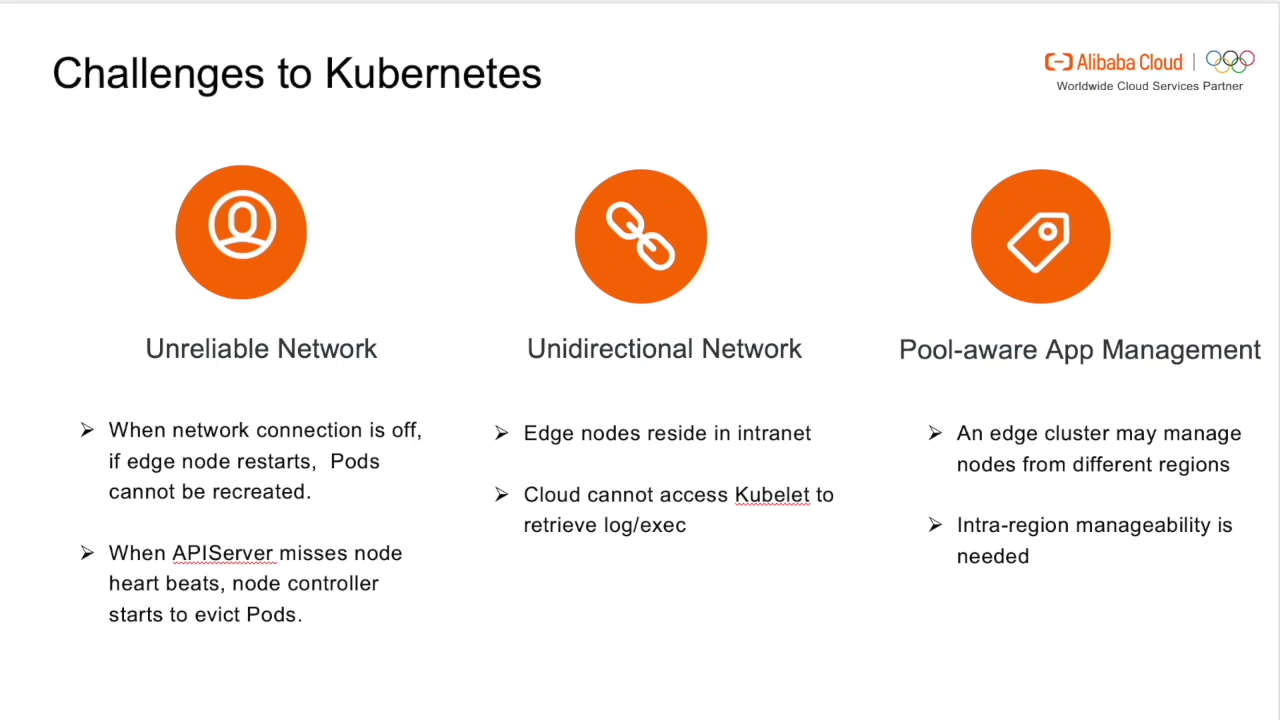 Challenges to Kubernetes
Alibaba Cloud
Worldwide Cloud Services Partner
Unreliable Network
When network connection is off,
if edge node restarts, Pods
cannot be recreated.
When APIServer misses node
heart beats, node controller
starts to evict Pods.
Unidirectional Network
Edge nodes reside in intranet
Cloud cannot access Kubelet to
retrieve log/exec
Pool-aware App Management
An edge cluster may manage
nodes from different regions
Intra-region manageability is
needed